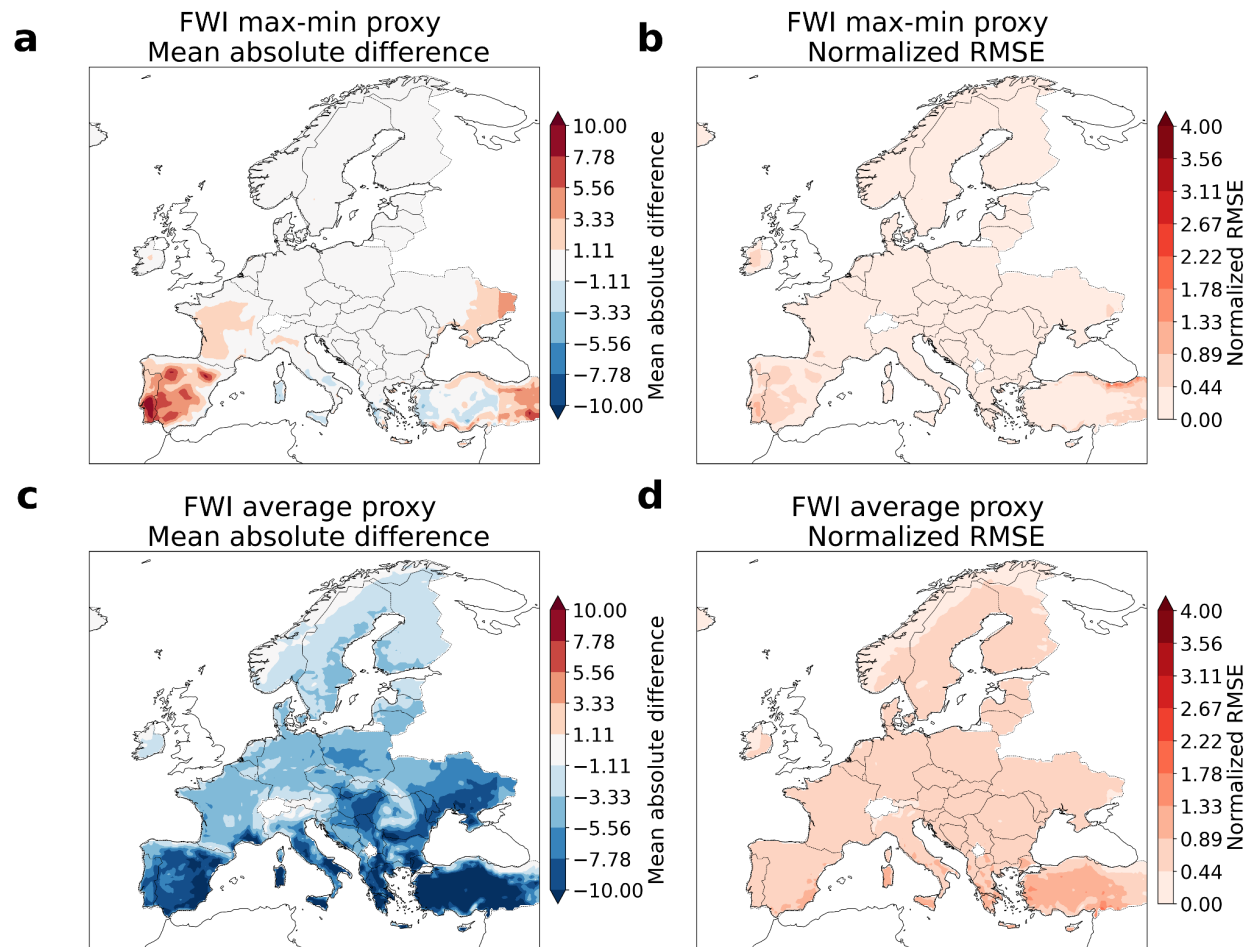 a
FWI max-min proxy
Mean absolute difference
10.00
7.78
5.56
3.33
1.11
−1.11
−3.33
−5.56
−7.78
−10.00
Mean absolute difference
b
FWI max-min proxy
Normalized RMSE
4.00
3.56
3.11
2.67
2.22
1.78
1.33
0.89
0.44
0.00
Normalized RMSE
c
FWI average proxy
Mean absolute difference
10.00
7.78
5.56
3.33
1.11
−1.11
−3.33
−5.56
−7.78
−10.00
Mean absolute difference
d
FWI average proxy
Normalized RMSE
4.00
3.56
3.11
2.67
2.22
1.78
1.33
0.89
0.44
0.00
Normalized RMSE